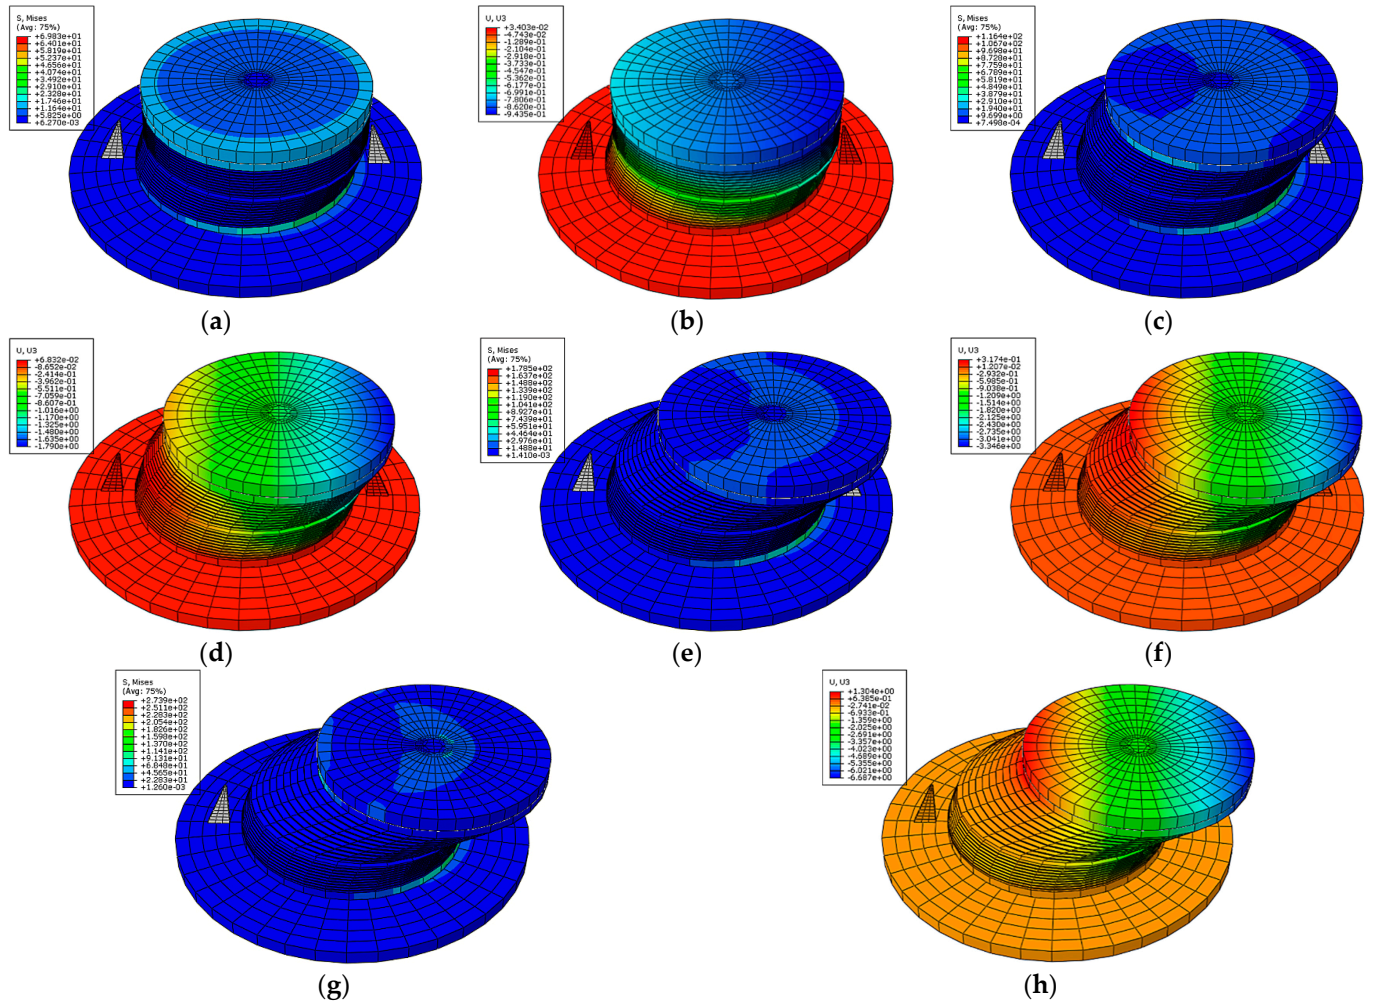 S, Mises
(Avg: 75%)
+6.983e+01
+6.401e+01
+5.819e+01
+5.237e+01
+4.656e+01
+4.074e+01
+3.492e+01
+2.910e+01
+2.328e+01
+1.746e+01
+1.164e+01
+5.825e+00
+6.270e-03
(a)
U, U3
+3.403e-02
-4.743e-02
-1.289e-01
-2.104e-01
-2.918e-01
-3.733e-01
-4.547e-01
-5.362e-01
-6.177e-01
-6.991e-01
-7.806e-01
-8.620e-01
-9.435e-01
(b)
S, Mises
(Avg: 75%)
+1.164e+02
+1.067e+02
+9.698e+01
+8.728e+01
+7.759e+01
+6.789e+01
+5.819e+01
+4.849e+01
+3.879e+01
+2.910e+01
+1.940e+01
+9.699e+00
+7.498e-04
(c)
U, U3
+6.832e-02
-8.652e-02
-2.414e-01
-3.962e-01
-5.511e-01
-7.059e-01
-8.607e-01
-1.016e+00
-1.170e+00
-1.325e+00
-1.480e+00
-1.635e+00
-1.790e+00
(d)
S, Mises
(Avg: 75%)
+1.785e+02
+1.637e+02
+1.488e+02
+1.339e+02
+1.190e+02
+1.041e+02
+8.927e+01
+7.439e+01
+5.951e+01
+4.464e+01
+2.976e+01
+1.488e+01
+1.410e-03
(e)
U, U3
+3.174e-01
+1.207e-02
-2.932e-01
-5.985e-01
-9.038e-01
-1.209e+00
-1.514e+00
-1.820e+00
-2.125e+00
-2.430e+00
-2.735e+00
-3.041e+00
-3.346e+00
(f)
S, Mises
(Avg: 75%)
+2.739e+02
+2.511e+02
+2.283e+02
+2.054e+02
+1.826e+02
+1.598e+02
+1.370e+02
+1.141e+02
+9.131e+01
+6.848e+01
+4.565e+01
+2.283e+01
+1.260e-03
(g)
U, U3
+1.304e+00
+6.385e-01
-2.741e-02
-6.933e-01
-1.359e+00
-2.025e+00
-2.691e+00
-3.357e+00
-4.023e+00
-4.689e+00
-5.355e+00
-6.021e+00
-6.687e+00
(h)